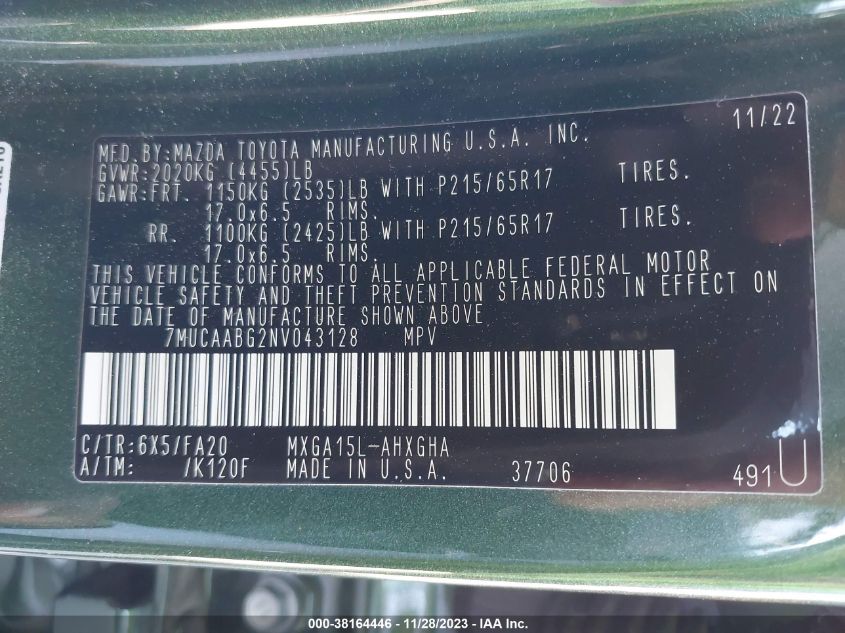 11/22
MFD.BY:MAZDA TOYOTA MANUFACTURING U.S.A. INC.
GVWR:2020KG (4455)LB
GAWR:FRT. 1150KG (2535)LB WITH P215/65R17 TIRES.
17.0x6.5 RIMS.
RR. 1100KG (2425)LB WITH P215/65R17 TIRES.
17.0x6.5 RIMS.
THIS VEHICLE CONFORMS TO ALL APPLICABLE FEDERAL MOTOR
VEHICLE SAFETY AND THEFT PREVENTION STANDARDS IN EFFECT ON
THE DATE OF MANUFACTURE SHOWN ABOVE
7MUCAABG2NV043128 MPV
C/TR:6X5/FA20 MXGA15L-AHXGHA
A/TM: /K120F MADE IN U.S.A. 37706 491U
000-38164446 - 11/28/2023 - IAA Inc.